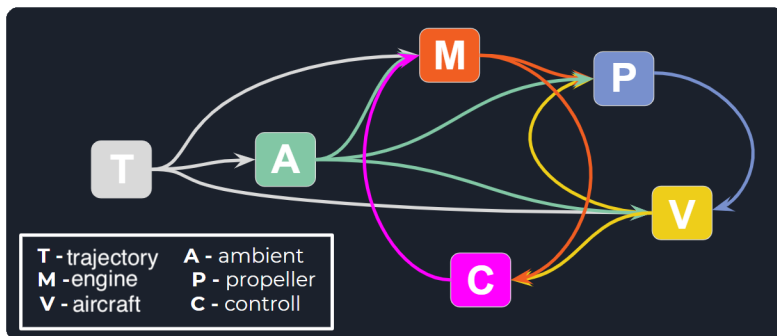 M
P
A
T
V
C
T - trajectory A - ambient
M - engine P - propeller
V - aircraft C - controll